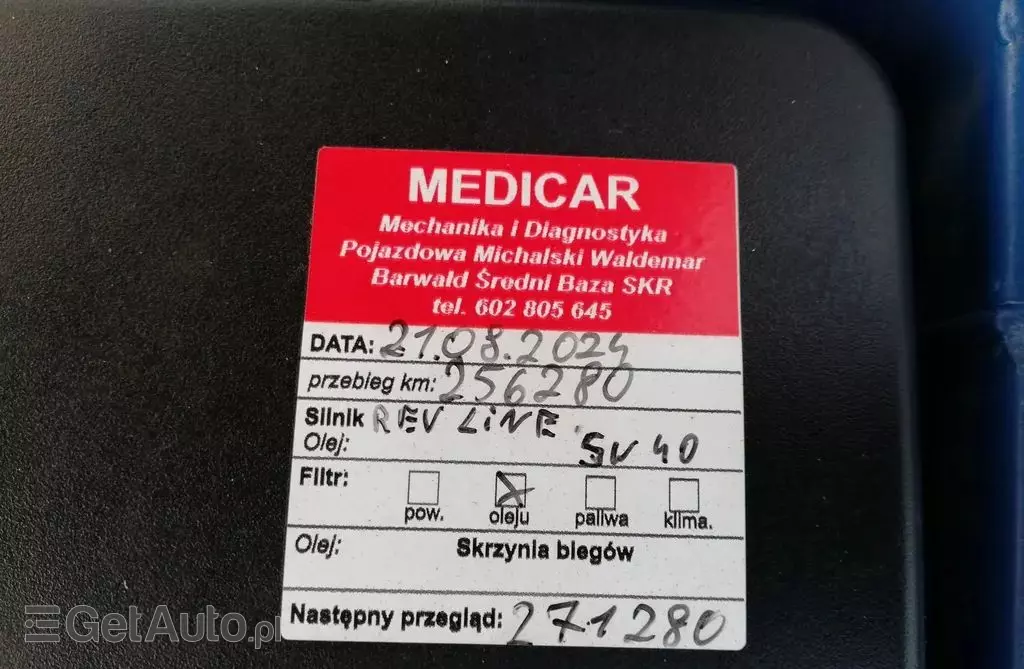 MEDICAR
Mechanika i Diagnostyka
Pojazdowa Michalski Waldemar
Barwałd Średni Baza SKR
tel. 602 805 645
DATA: 21.08.2024
przebieg km: 256280
Silnik REV LINE
Olej: 5W40
Filtr:
pow. oleju paliwa klima.
Olej: Skrzynia biegów
Następny przegląd: 271280
GetAuto.pl